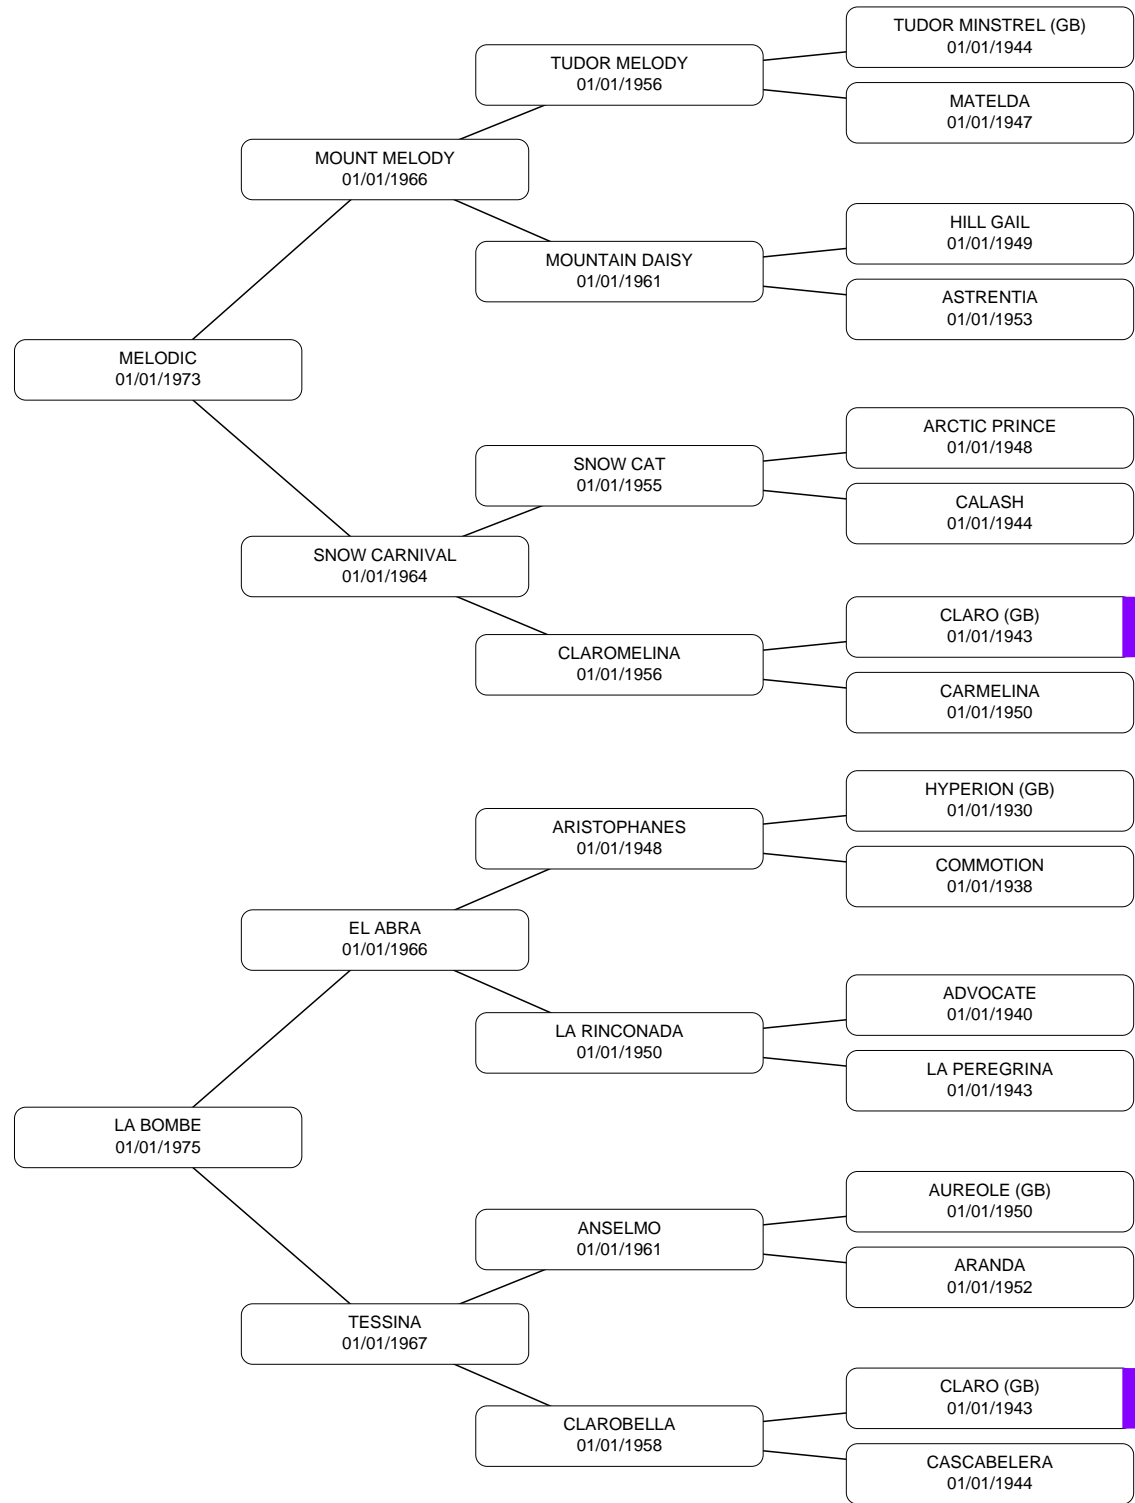 TUDOR MINSTREL (GB)
01/01/1944
TUDOR MELODY
01/01/1956
MATELDA
01/01/1947
MOUNT MELODY
01/01/1966
HILL GAIL
01/01/1949
MOUNTAIN DAISY
01/01/1961
ASTRENTIA
01/01/1953
MELODIC
01/01/1973
ARCTIC PRINCE
01/01/1948
SNOW CAT
01/01/1955
CALASH
01/01/1944
SNOW CARNIVAL
01/01/1964
CLARO (GB)
01/01/1943
CLAROMELINA
01/01/1956
CARMELINA
01/01/1950
HYPERION (GB)
01/01/1930
ARISTOPHANES
01/01/1948
COMMOTION
01/01/1938
EL ABRA
01/01/1966
ADVOCATE
01/01/1940
LA RINCONADA
01/01/1950
LA PEREGRINA
01/01/1943
LA BOMBE
01/01/1975
AUREOLE (GB)
01/01/1950
ANSELMO
01/01/1961
ARANDA
01/01/1952
TESSINA
01/01/1967
CLARO (GB)
01/01/1943
CLAROBELLA
01/01/1958
CASCABELERA
01/01/1944